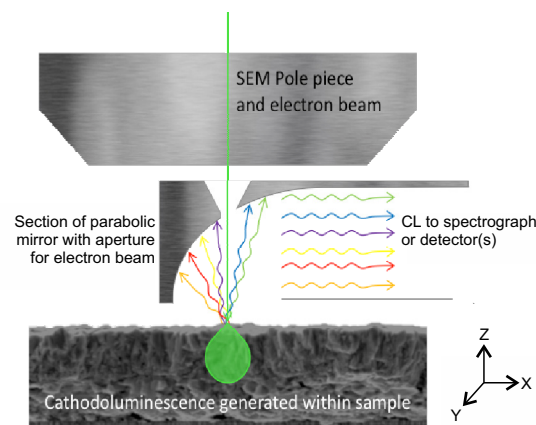 SEM Pole piece
and electron beam
Section of parabolic
mirror with aperture
for electron beam
CL to spectrograph
or detector(s)
Cathodoluminescence generated within sample
Z
X
Y